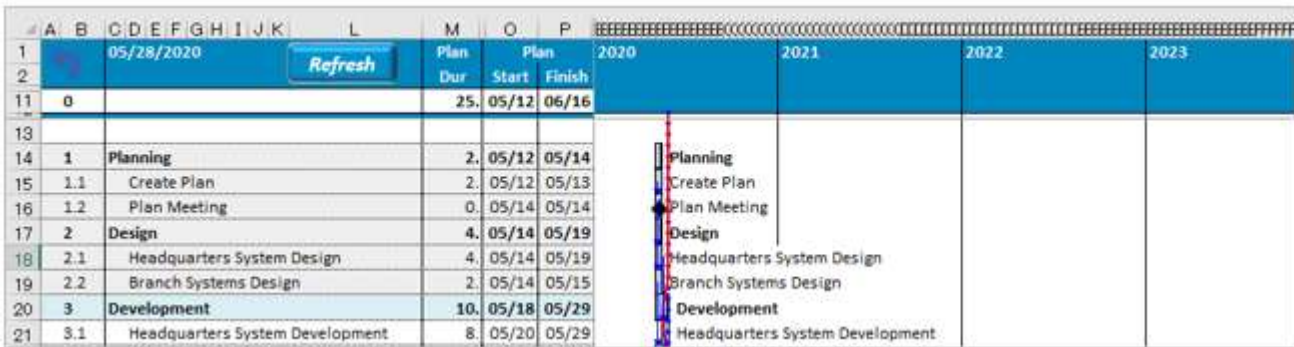 A B C D E F G H I J K L M O P
1 05/28/2020 Refresh Plan Plan 2020 2021 2022 2023
2 Dur Start Finish
11 0 25. 05/12 06/16
13
14 1 Planning 2. 05/12 05/14 Planning
15 1.1 Create Plan 2. 05/12 05/13 Create Plan
16 1.2 Plan Meeting 0. 05/14 05/14 Plan Meeting
17 2 Design 4. 05/14 05/19 Design
18 2.1 Headquarters System Design 4. 05/14 05/19 Headquarters System Design
19 2.2 Branch Systems Design 2. 05/14 05/15 Branch Systems Design
20 3 Development 10. 05/18 05/29 Development
21 3.1 Headquarters System Development 8. 05/20 05/29 Headquarters System Development